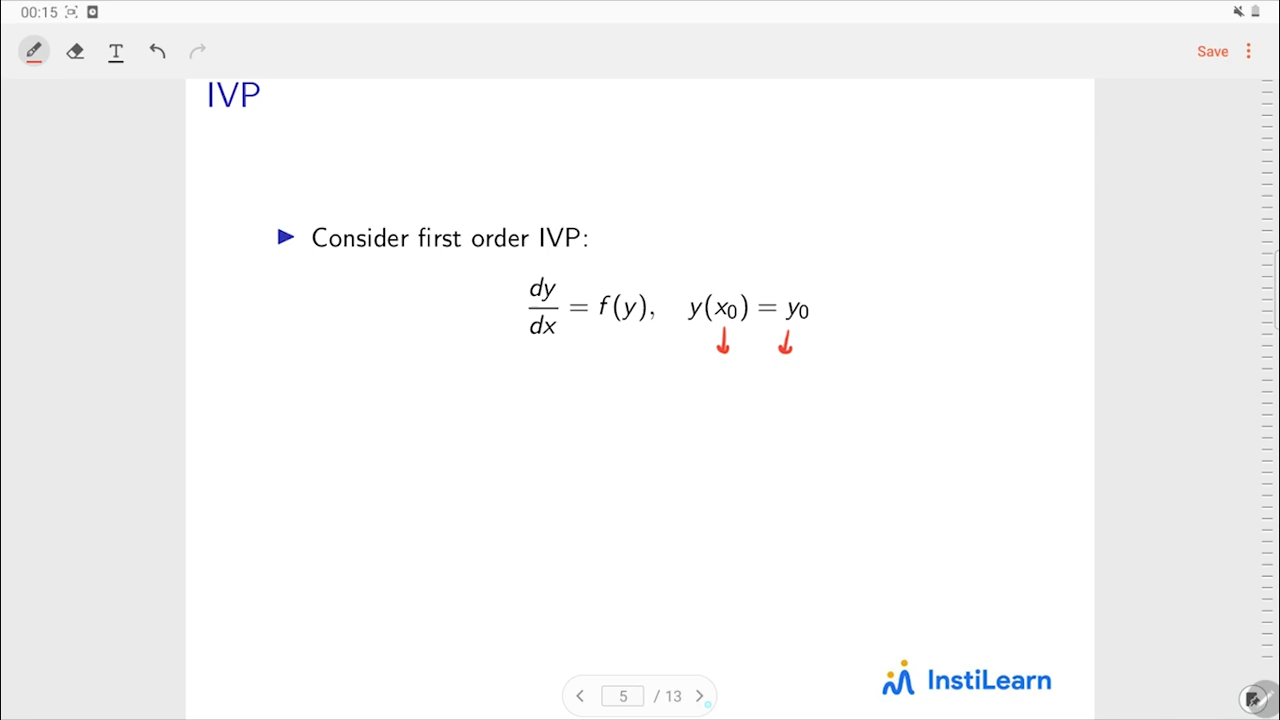 00:15
T
Save
IVP
▶ Consider first order IVP:
dy/dx = f(y), y(x₀) = y₀
↓ ↓
InstiLearn
< 5 / 13 >